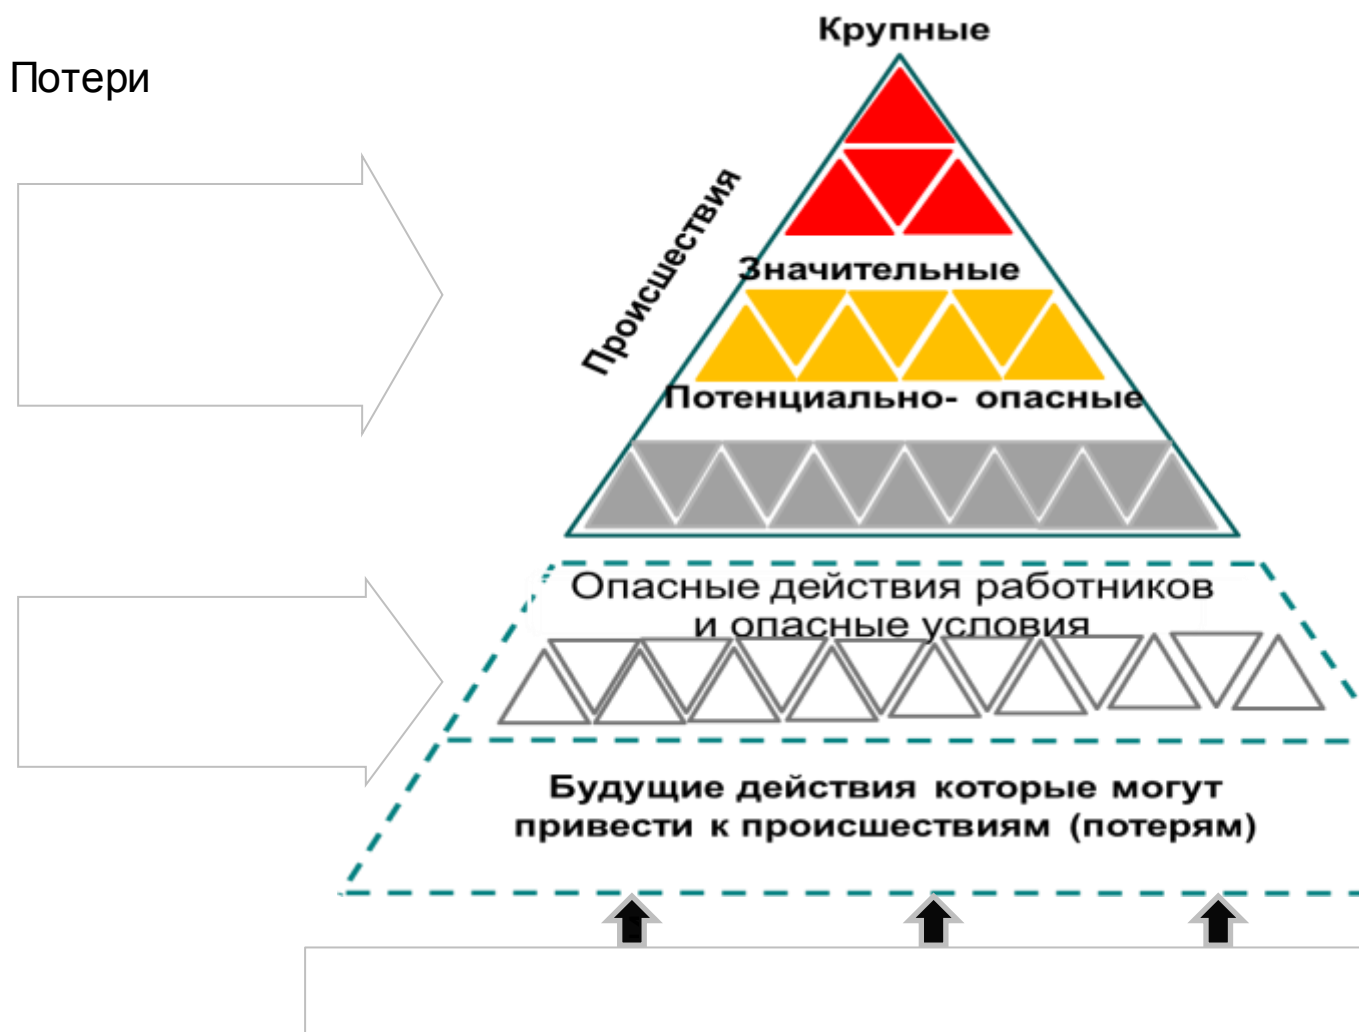 Крупные
Потери
Происшествия
Значительные
Потенциально- опасные
Опасные действия работников
и опасные условия
Будущие действия которые могут
привести к происшествиям (потерям)